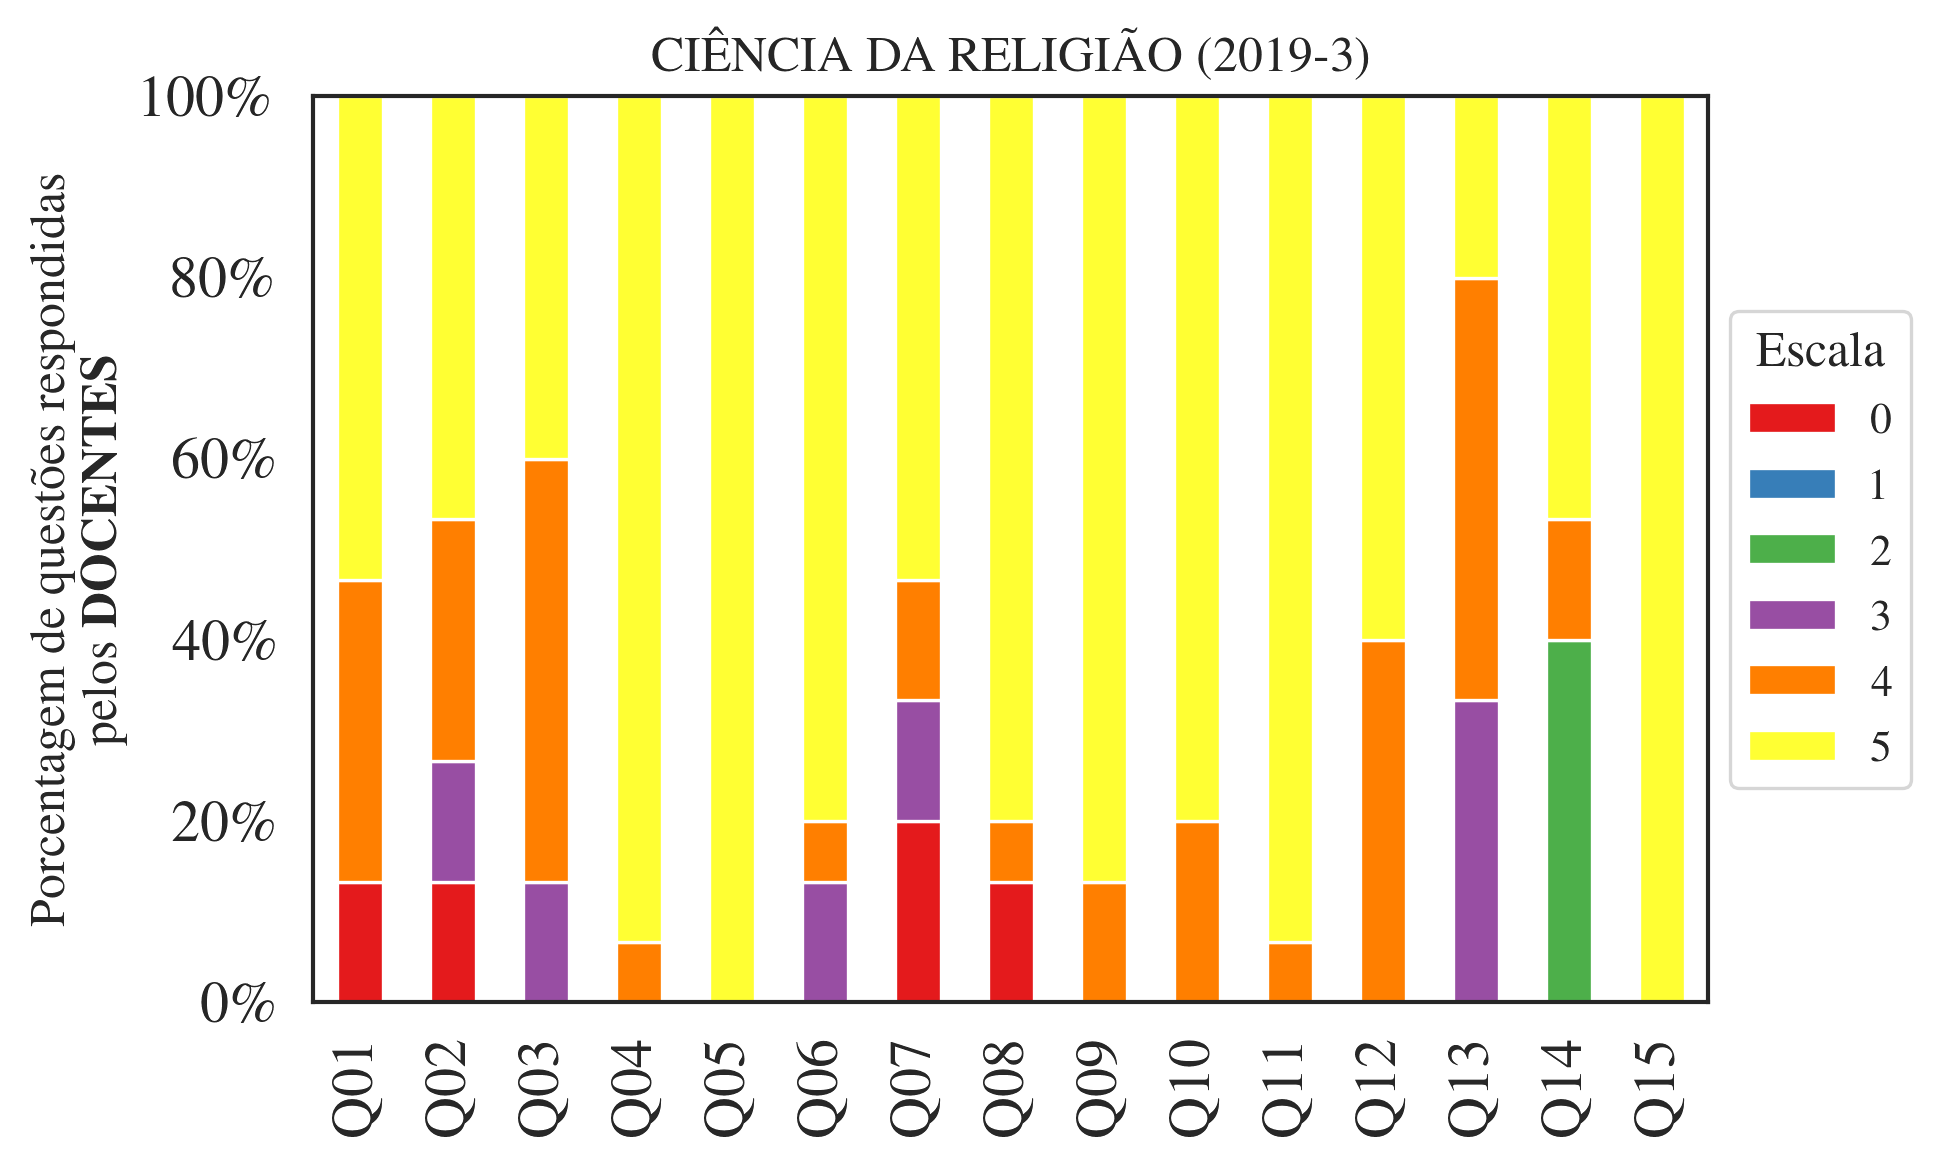 CIÊNCIA DA RELIGIÃO (2019-3)
Porcentagem de questões respondidas
pelos DOCENTES
100%
80%
60%
40%
20%
0%
Q01
Q02
Q03
Q04
Q05
Q06
Q07
Q08
Q09
Q10
Q11
Q12
Q13
Q14
Q15
Escala
0
1
2
3
4
5